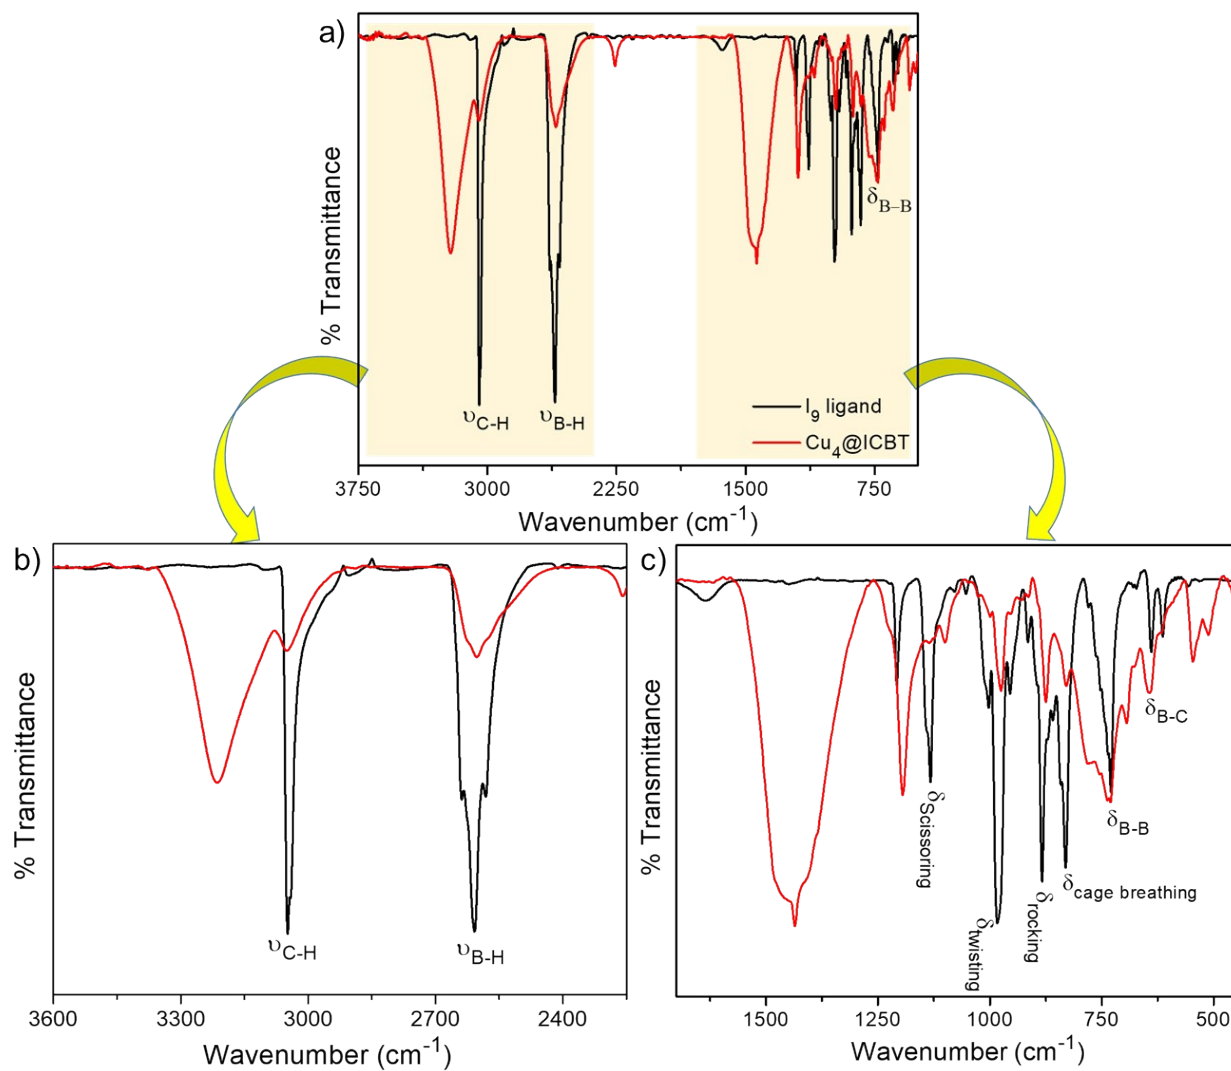 a)
% Transmittance
υC-H
υB-H
δB–B
I9 ligand
Cu4@ICBT
3750 3000 2250 1500 750
Wavenumber (cm-1)
b)
% Transmittance
υC-H
υB-H
3600 3300 3000 2700 2400
Wavenumber (cm-1)
c)
% Transmittance
δScissoring
δtwisting
δrocking
δcage breathing
δB-B
δB-C
1500 1250 1000 750 500
Wavenumber (cm-1)